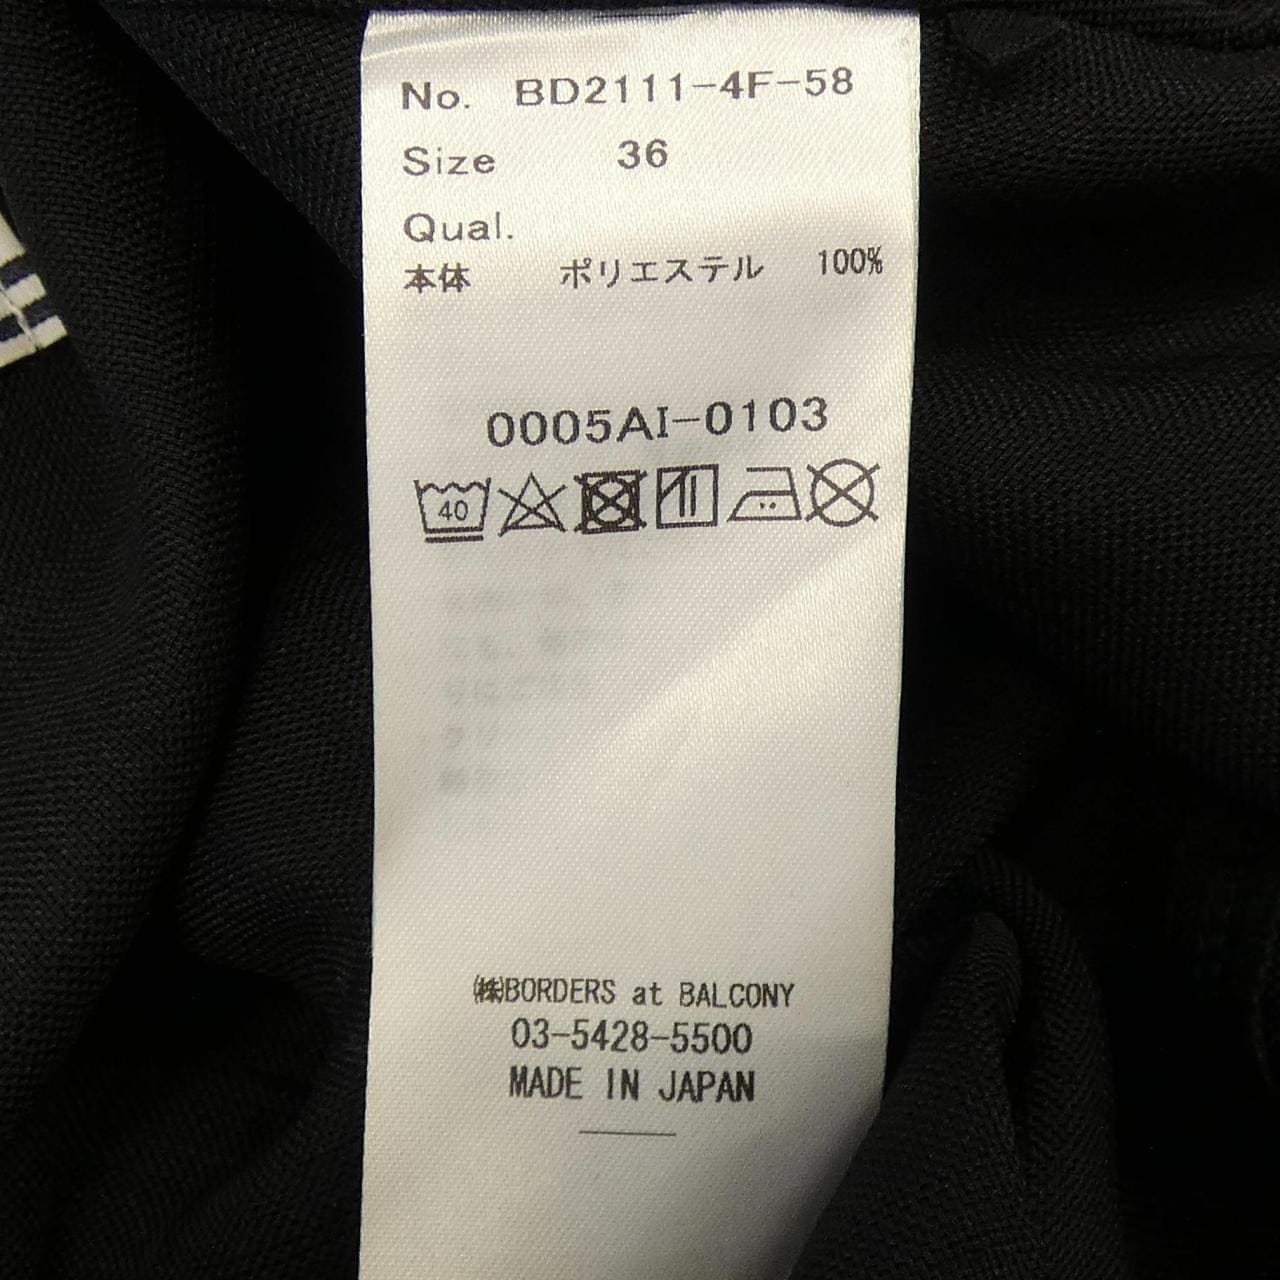 No. BD2111-4F-58
Size 36
Qual.
本体 ポリエステル 100%
0005AI-0103
40
㈱BORDERS at BALCONY
03-5428-5500
MADE IN JAPAN